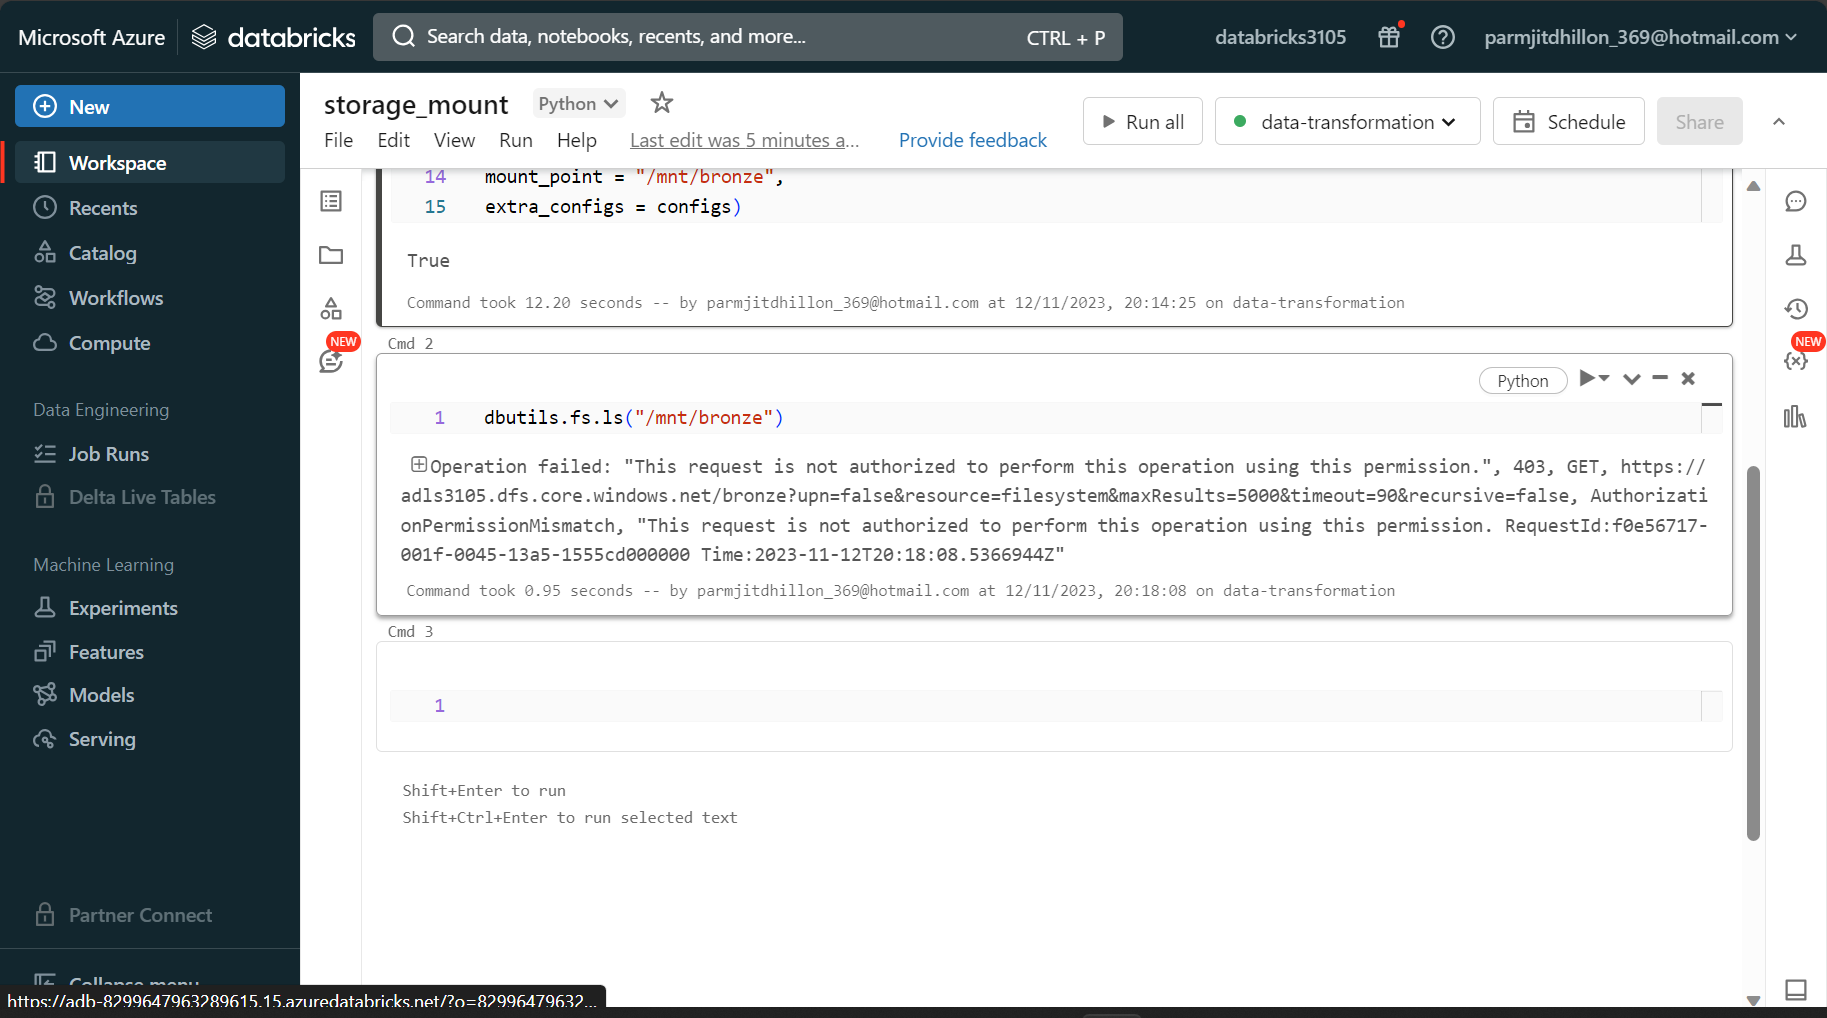 Microsoft Azure
databricks
Search data, notebooks, recents, and more...
CTRL + P
databricks3105
parmjitdhillon_369@hotmail.com
New
Workspace
Recents
Catalog
Workflows
Compute
Data Engineering
Job Runs
Delta Live Tables
Machine Learning
Experiments
Features
Models
Serving
Partner Connect
Collapse menu
https://adb-8299647963289615.15.azuredatabricks.net/?o=82996479632...
storage_mount
Python
File Edit View Run Help Last edit was 5 minutes a... Provide feedback
Run all
data-transformation
Schedule
Share
NEW
14 mount_point = "/mnt/bronze",
15 extra_configs = configs)
True
Command took 12.20 seconds -- by parmjitdhillon_369@hotmail.com at 12/11/2023, 20:14:25 on data-transformation
Cmd 2
Python
1 dbutils.fs.ls("/mnt/bronze")
Operation failed: "This request is not authorized to perform this operation using this permission.", 403, GET, https://
adls3105.dfs.core.windows.net/bronze?upn=false&resource=filesystem&maxResults=5000&timeout=90&recursive=false, Authorizati
onPermissionMismatch, "This request is not authorized to perform this operation using this permission. RequestId:f0e56717-
001f-0045-13a5-1555cd000000 Time:2023-11-12T20:18:08.5366944Z"
Command took 0.95 seconds -- by parmjitdhillon_369@hotmail.com at 12/11/2023, 20:18:08 on data-transformation
Cmd 3
1
Shift+Enter to run
Shift+Ctrl+Enter to run selected text
NEW